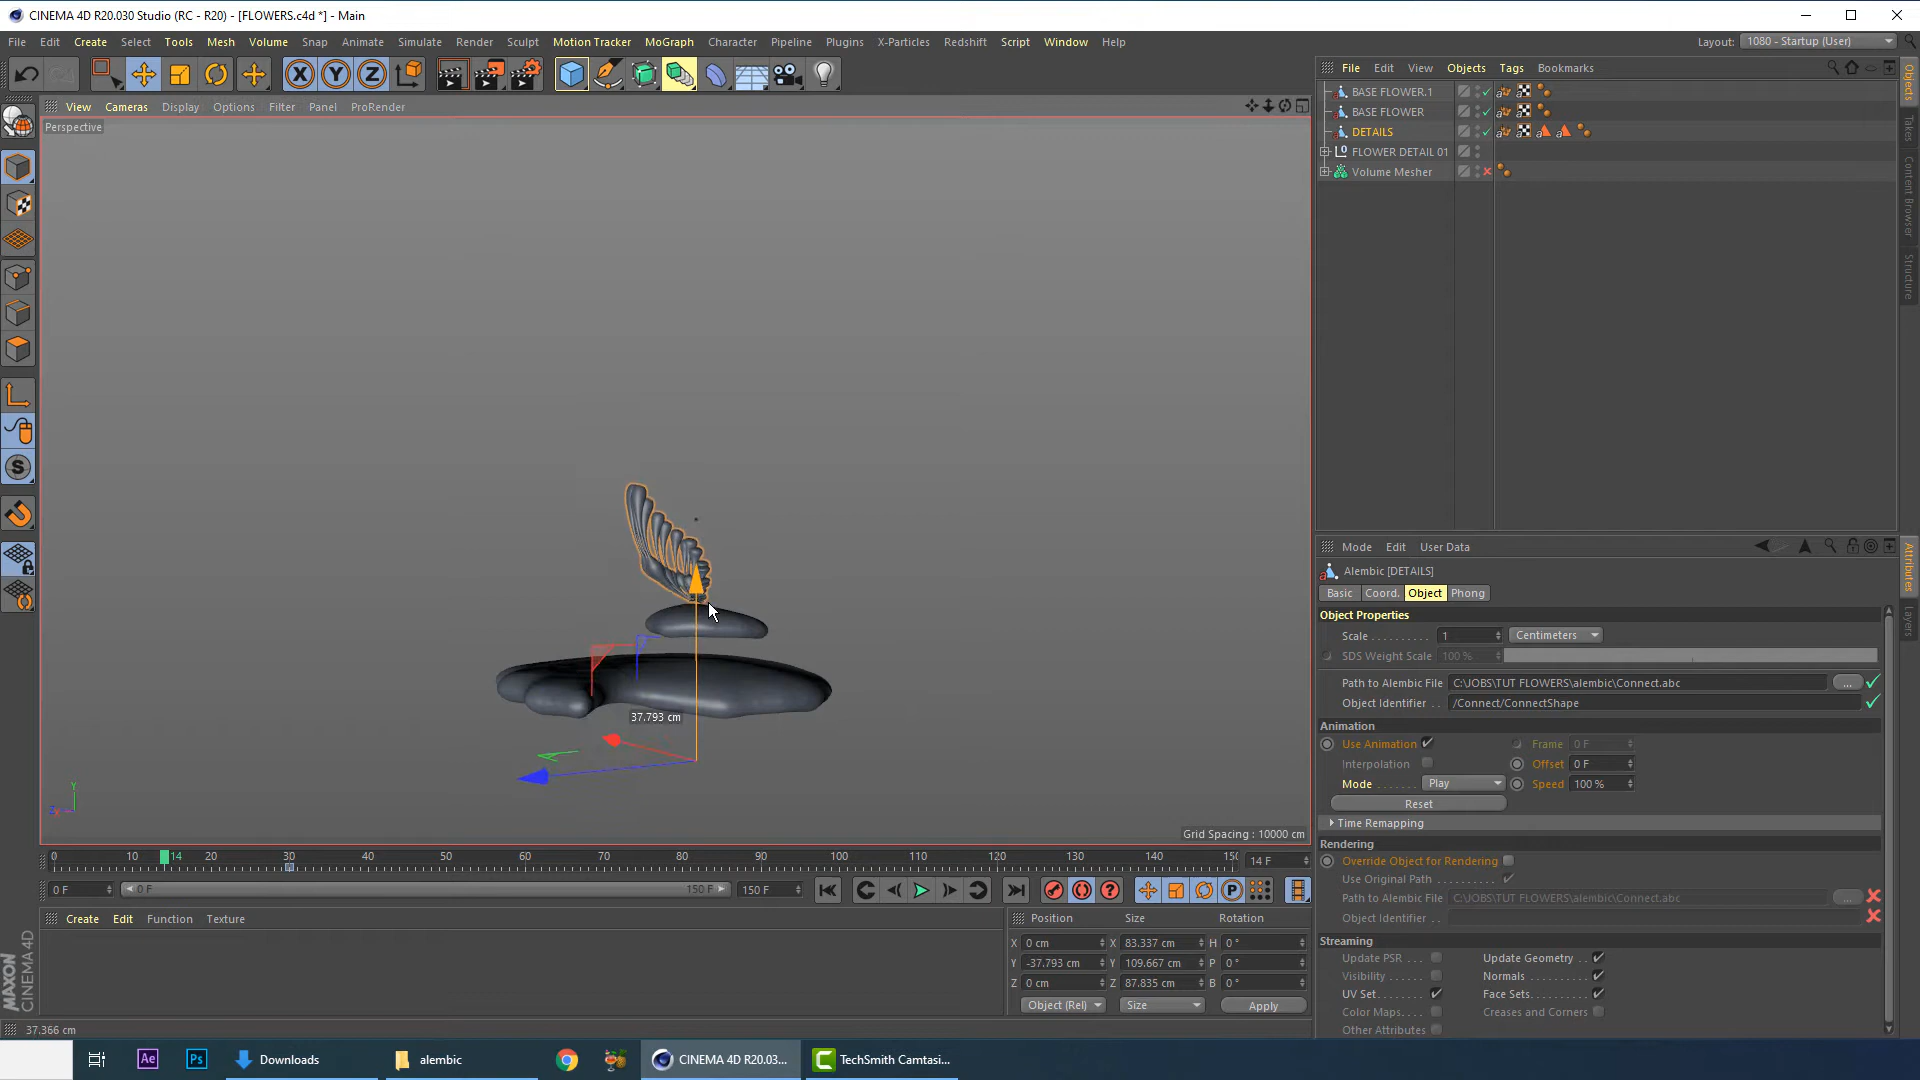 CINEMA 4D R20.030 Studio (RC - R20) - [FLOWERS.c4d *] - Main
File Edit Create Select Tools Mesh Volume Snap Animate Simulate Render Sculpt Motion Tracker MoGraph Character Pipeline Plugins X-Particles Redshift Script Window Help
Layout: 1080 - Startup (User)
View Cameras Display Options Filter Panel ProRender
Perspective
File Edit View Objects Tags Bookmarks
BASE FLOWER.1
BASE FLOWER
DETAILS
FLOWER DETAIL 01
Volume Mesher
Objects
Takes
Content Browser
Structure
37.793 cm
Y
Grid Spacing : 10000 cm
Mode Edit User Data
Alembic [DETAILS]
Basic Coord. Object Phong
Object Properties
Scale 1 Centimeters
SDS Weight Scale 100 %
Path to Alembic File C:\JOBS\TUT FLOWERS\alembic\Connect.abc ...
Object Identifier /Connect/ConnectShape
Animation
Use Animation Frame 0 F
Interpolation Offset 0 F
Mode Play Speed 100 %
Reset
Time Remapping
Rendering
Override Object for Rendering
Use Original Path
Path to Alembic File C:\JOBS\TUT FLOWERS\alembic\Connect.abc ...
Object Identifier
Streaming
Update PSR Update Geometry
Visibility Normals
UV Set Face Sets
Color Maps Creases and Corners
Other Attributes
Attributes
Layers
0 10 14 20 30 40 50 60 70 80 90 100 110 120 130 140 150 14 F
0 F 0 F 150 F 150 F
Create Edit Function Texture
Position Size Rotation
X 0 cm X 83.337 cm H 0 °
Y -37.793 cm Y 109.667 cm P 0 °
Z 0 cm Z 87.835 cm B 0 °
Object (Rel) Size Apply
MAXON CINEMA 4D
37.366 cm
Ae Ps Downloads alembic CINEMA 4D R20.03... TechSmith Camtasi...